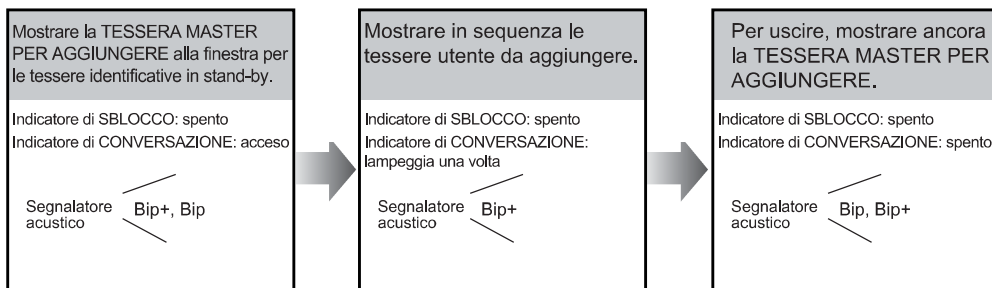 Mostrare la TESSERA MASTER
PER AGGIUNGERE alla finestra per
le tessere identificative in stand-by.
Indicatore di SBLOCCO: spento
Indicatore di CONVERSAZIONE: acceso
Segnalatore
acustico
Bip+, Bip
Mostrare in sequenza le
tessere utente da aggiungere.
Indicatore di SBLOCCO: spento
Indicatore di CONVERSAZIONE:
lampeggia una volta
Segnalatore
acustico
Bip+
Per uscire, mostrare ancora
la TESSERA MASTER PER
AGGIUNGERE.
Indicatore di SBLOCCO: spento
Indicatore di CONVERSAZIONE: spento
Segnalatore
acustico
Bip, Bip+